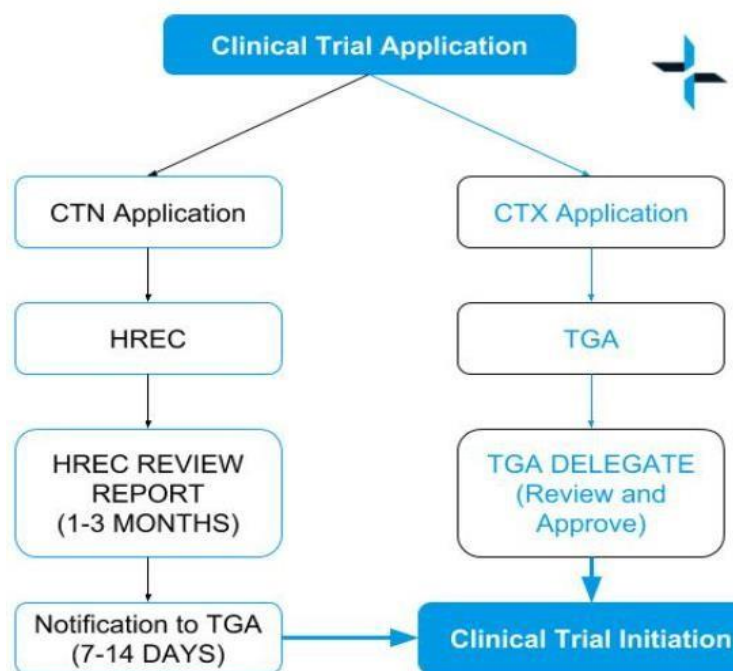 Clinical Trial Application
CTN Application
CTX Application
HREC
TGA
HREC REVIEW
REPORT
(1-3 MONTHS)
TGA DELEGATE
(Review and
Approve)
Notification to TGA
(7-14 DAYS)
Clinical Trial Initiation